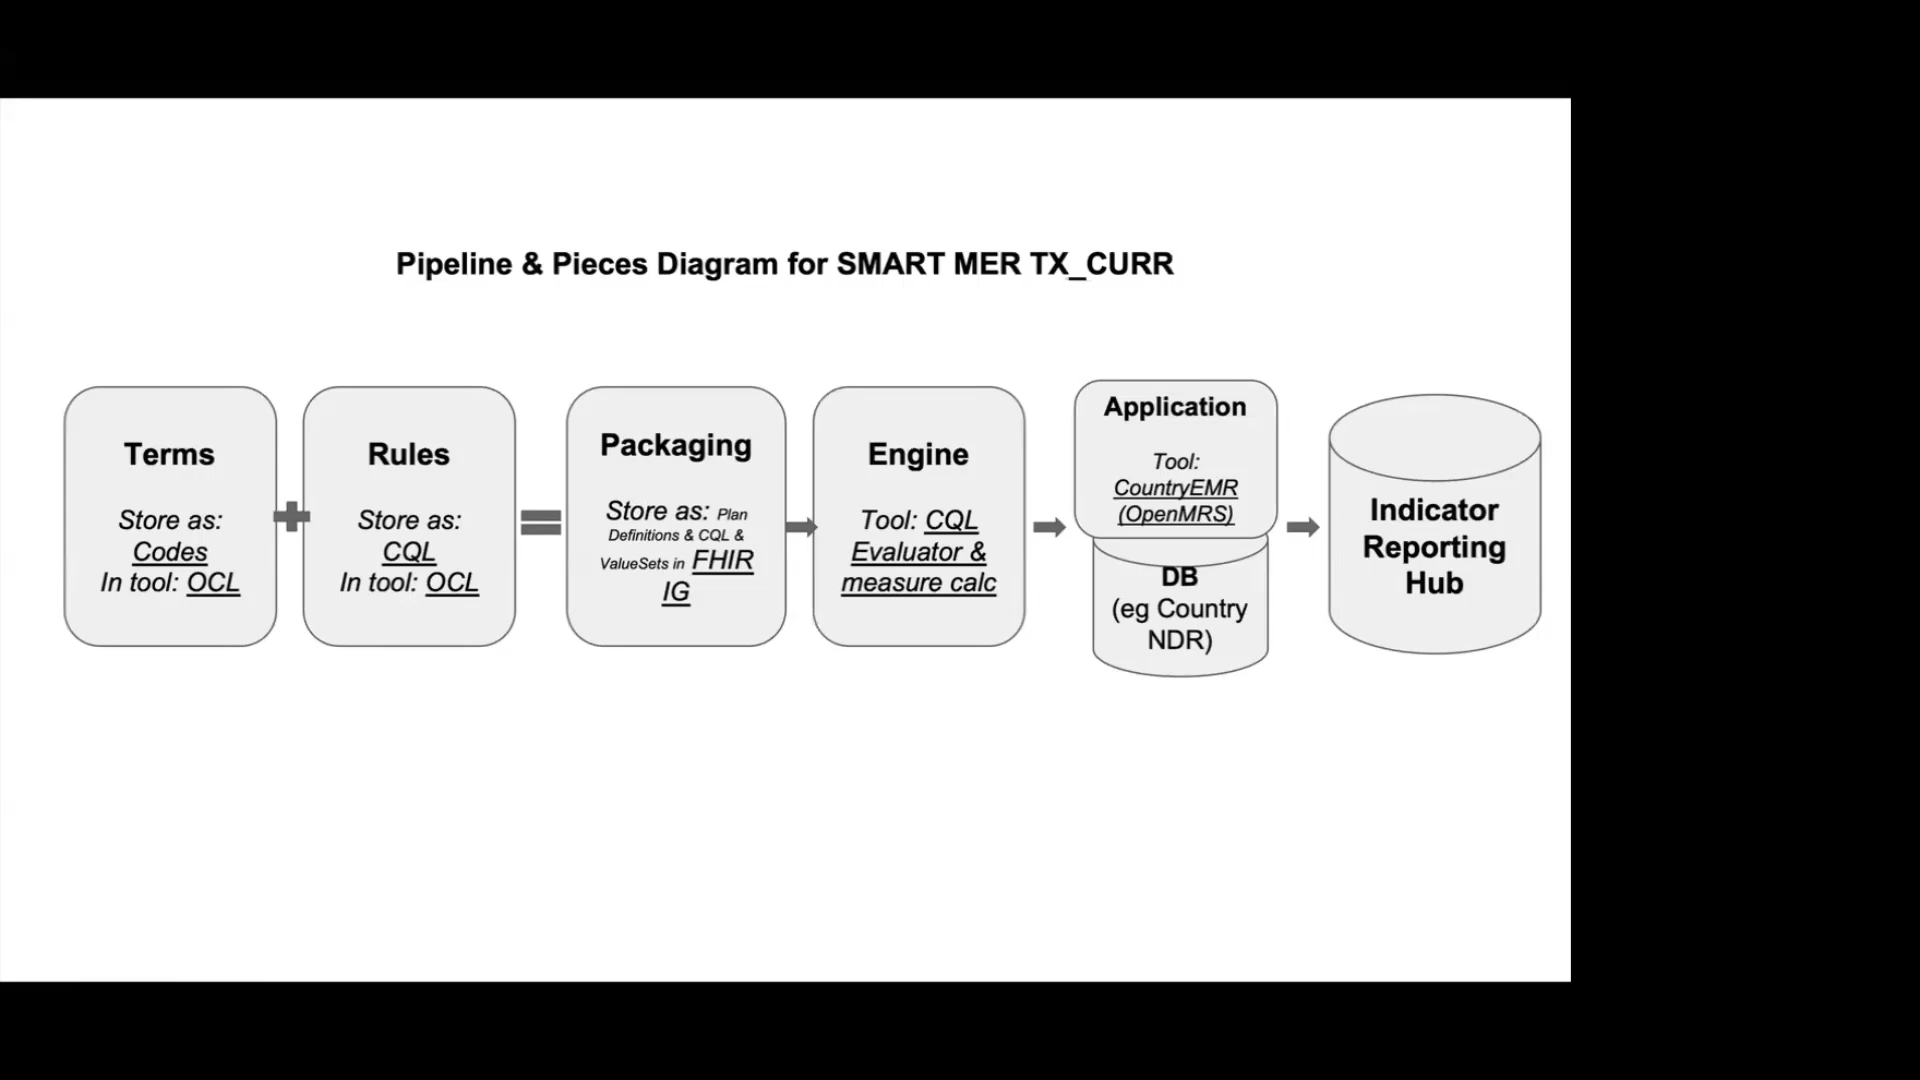 Pipeline & Pieces Diagram for SMART MER TX_CURR
Terms
Store as:
Codes
In tool: OCL
Rules
Store as:
CQL
In tool: OCL
Packaging
Store as: Plan
Definitions & CQL &
ValueSets in FHIR
IG
Engine
Tool: CQL
Evaluator &
measure calc
Application
Tool:
CountryEMR
(OpenMRS)
DB
(eg Country
NDR)
Indicator
Reporting
Hub